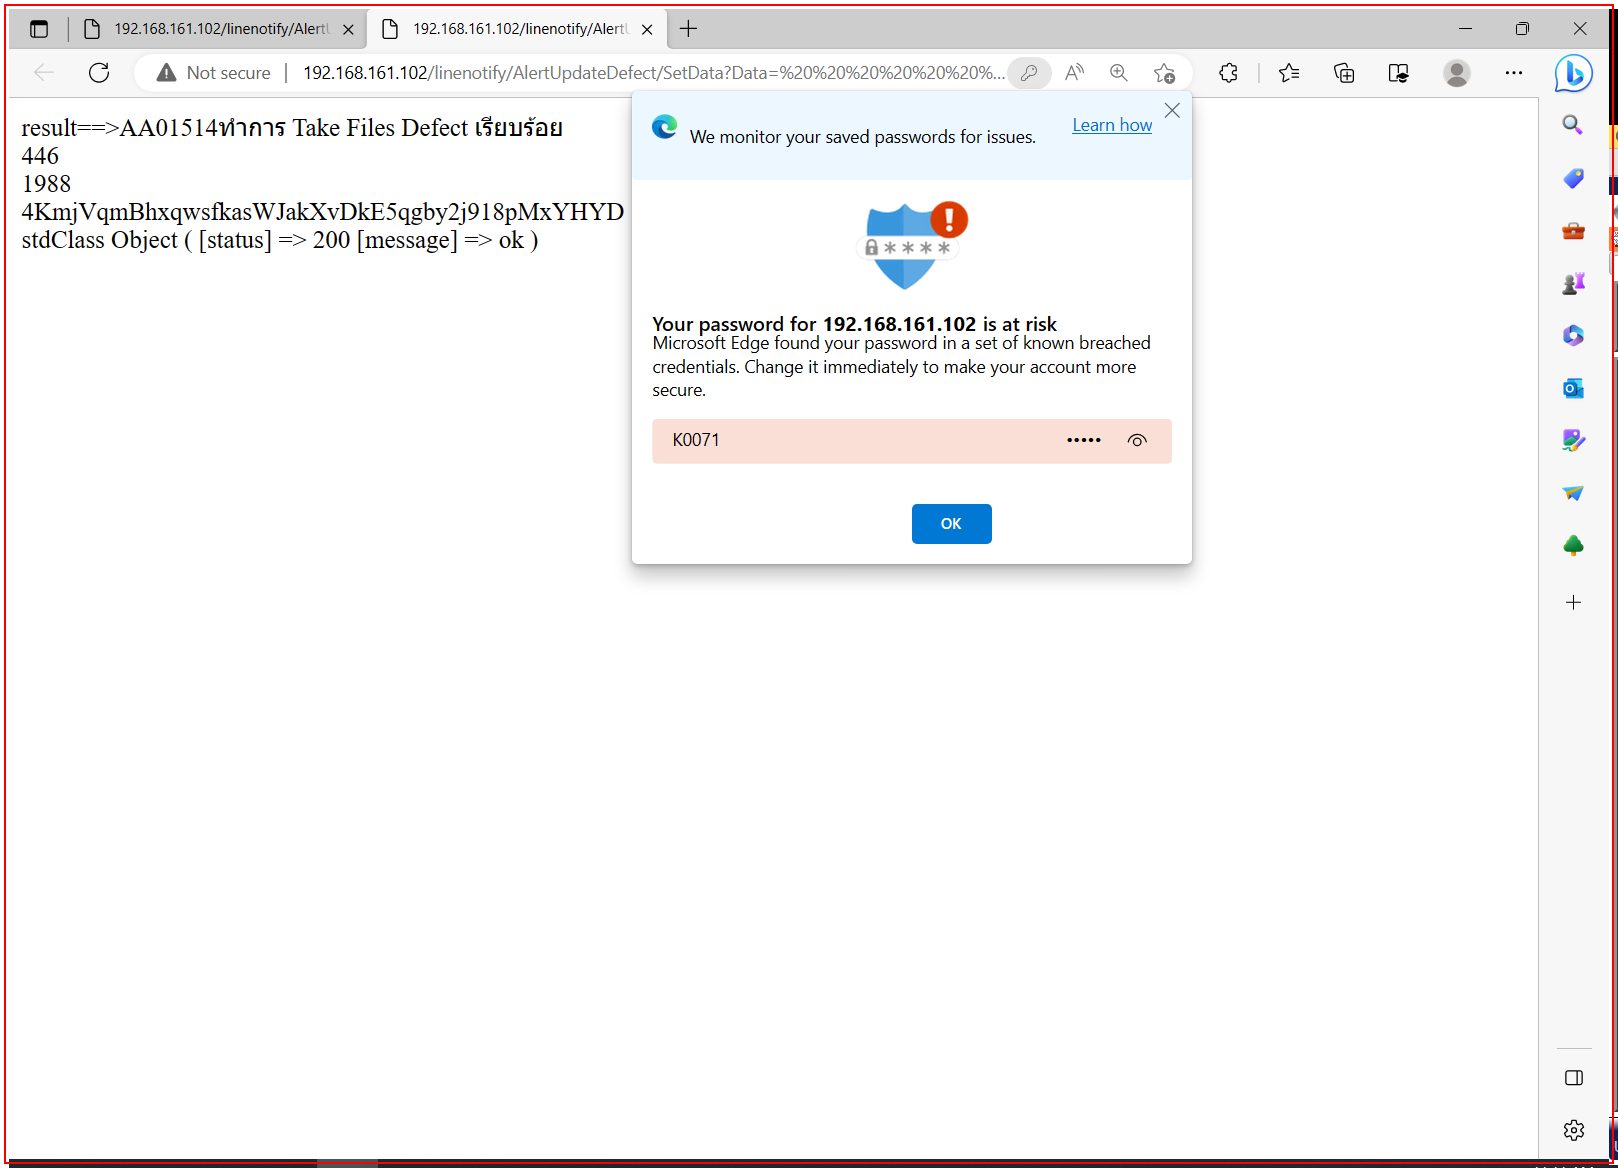 192.168.161.102/linenotify/Alert
192.168.161.102/linenotify/Alert
Not secure | 192.168.161.102/linenotify/AlertUpdateDefect/SetData?Data=%20%20%20%20%20%20%...
result==>AA01514ทำการ Take Files Defect เรียบร้อย
446
1988
4KmjVqmBhxqwsfkasWJakXvDkE5qgby2j918pMxYHYD
stdClass Object ( [status] => 200 [message] => ok )
We monitor your saved passwords for issues.
Learn how
Your password for 192.168.161.102 is at risk
Microsoft Edge found your password in a set of known breached
credentials. Change it immediately to make your account more
secure.
K0071 •••••
OK